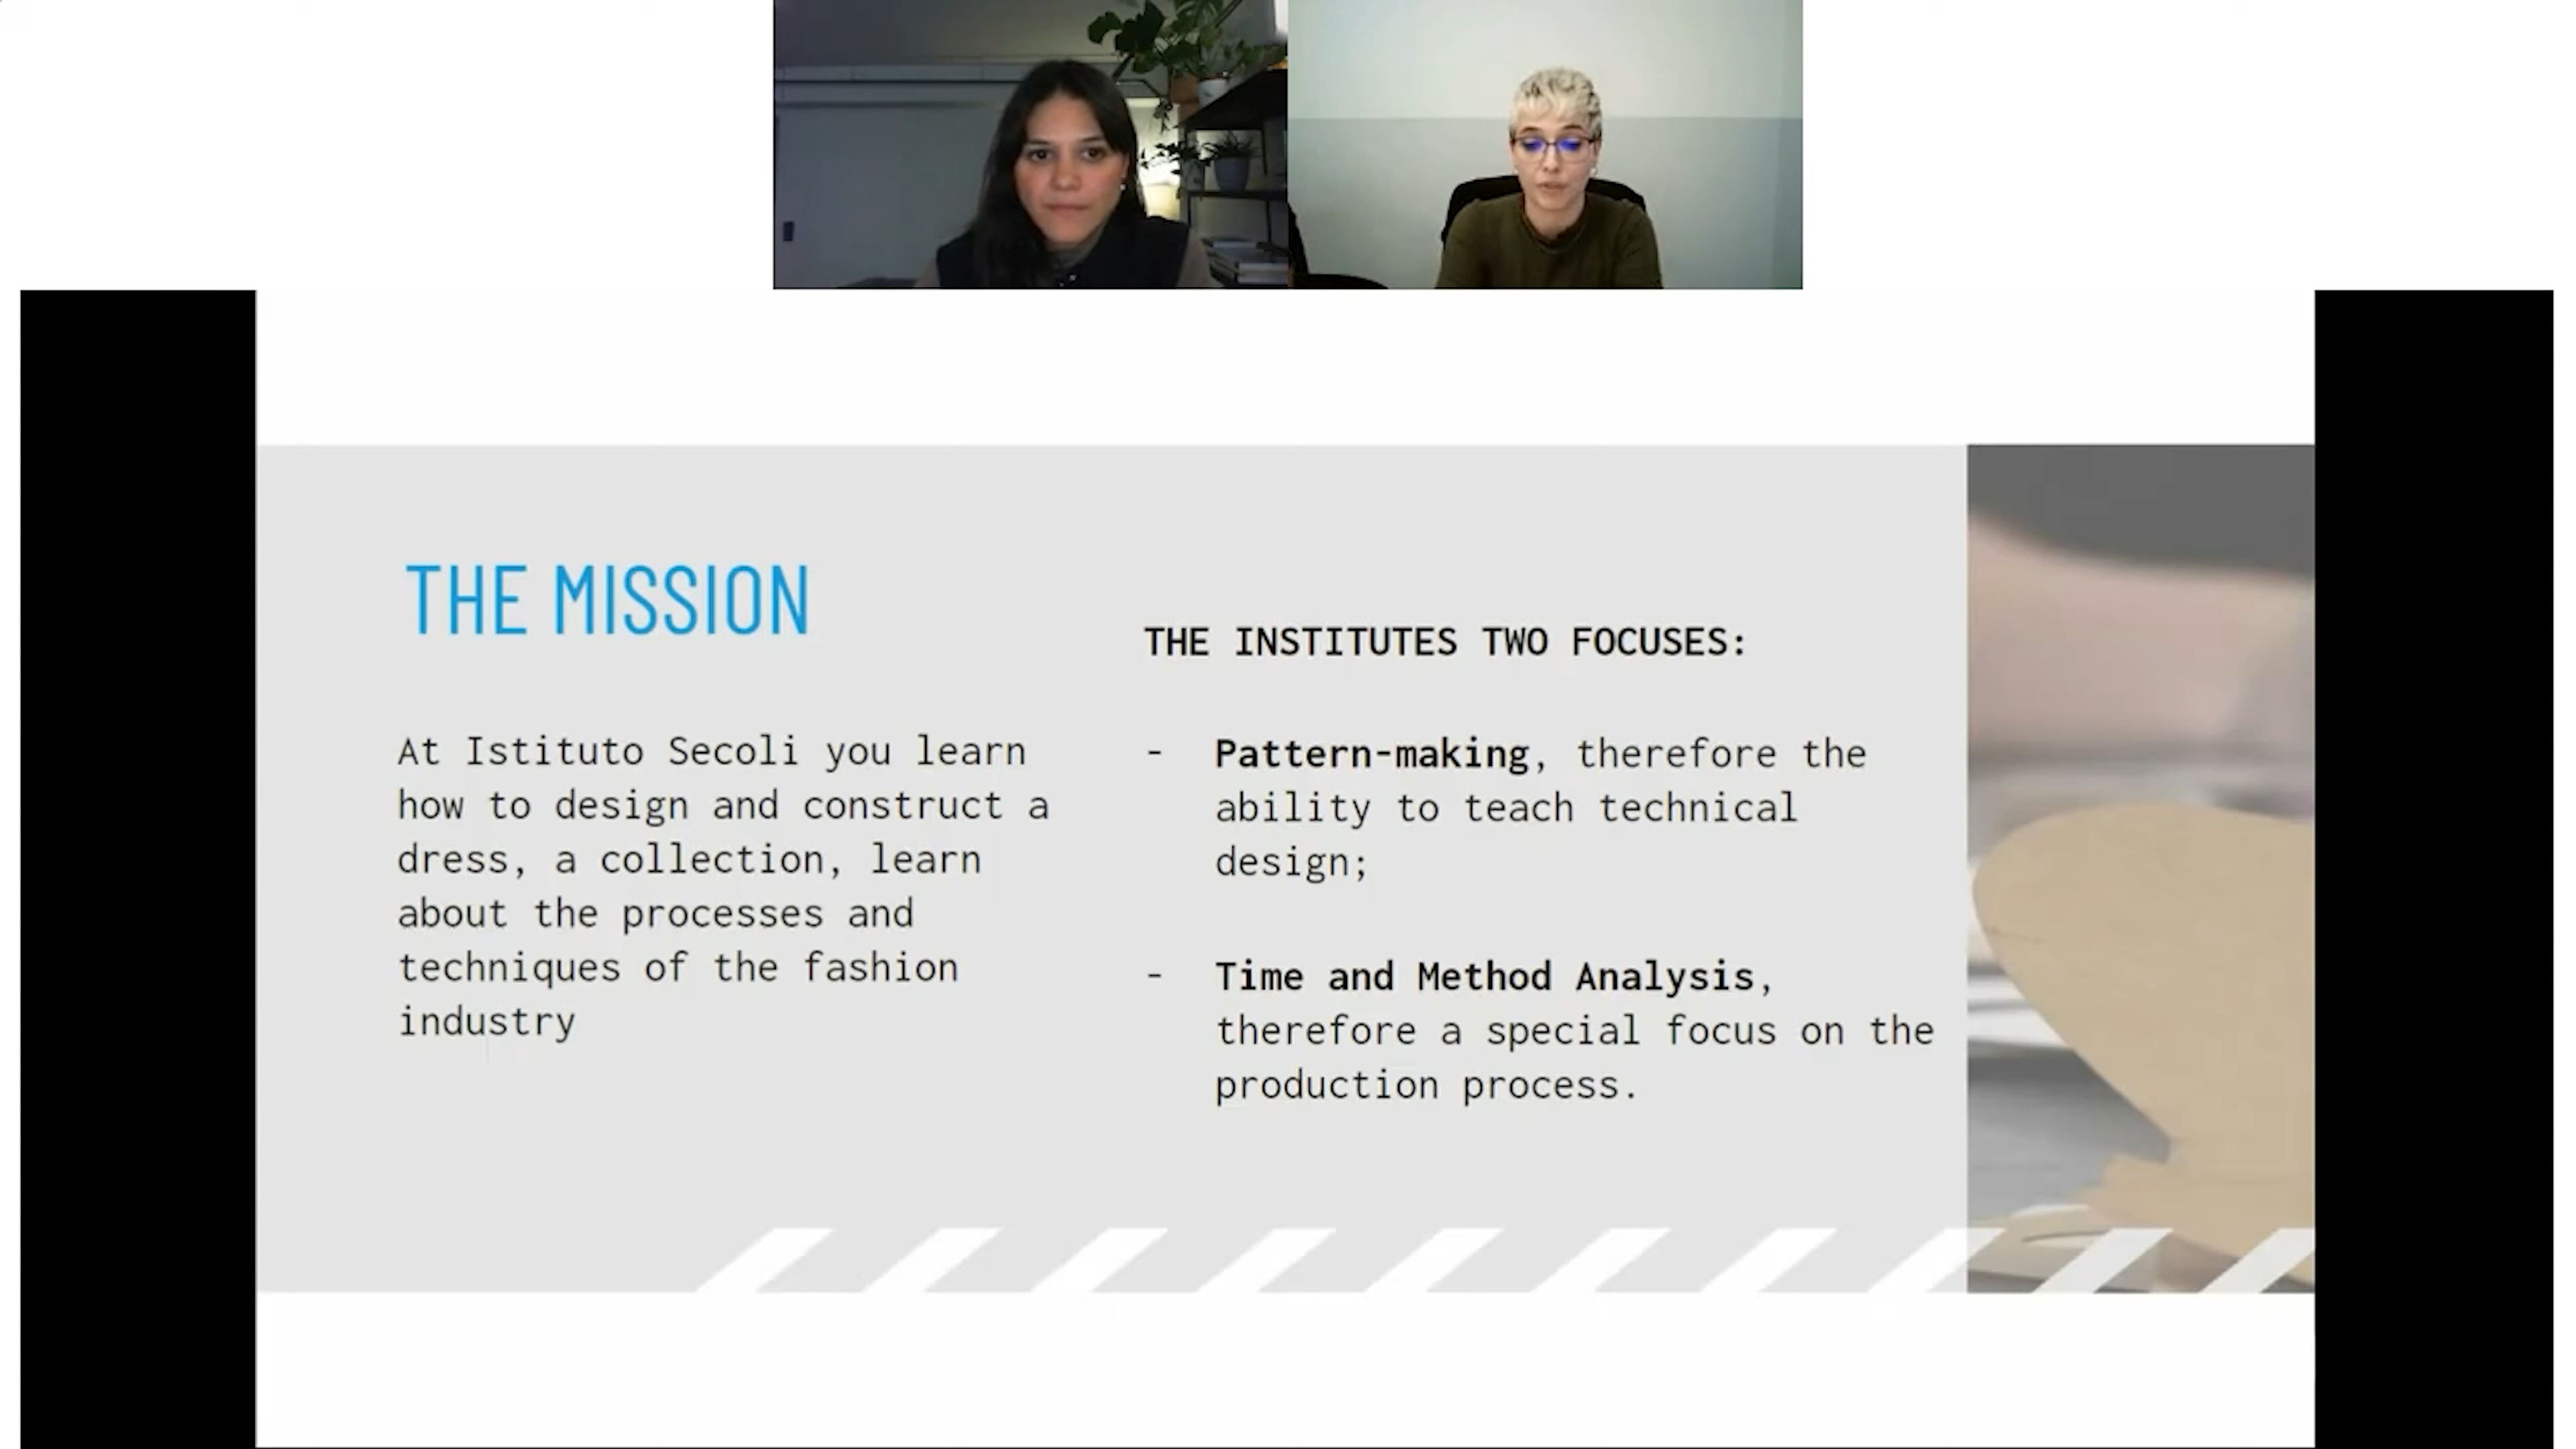 THE MISSION
At Istituto Secoli you learn
how to design and construct a
dress, a collection, learn
about the processes and
techniques of the fashion
industry
THE INSTITUTES TWO FOCUSES:
- Pattern-making, therefore the
ability to teach technical
design;
- Time and Method Analysis,
therefore a special focus on the
production process.